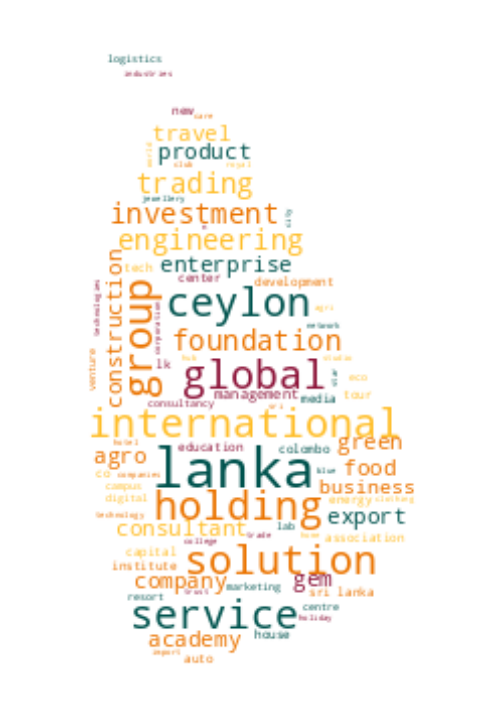 logistics
industries
new
care
travel
world
product
club
royal
trading
jewellery
investment
city
engineering
construction
tech
enterprise
center
development
technologies
group
ceylon
agri
corporation
network
foundation
venture
hub
studio
lk
global
star
eco
management
tour
consultancy
media
sri
international
hotel
education
green
agro
colombo
lanka
blue
food
co
companies
business
campus
digital
holding
energy
clothing
technology
export
consultant
lab
trade
home
association
college
capital
solution
institute
company
gem
marketing
trust
sri lanka
resort
service
centre
holiday
academy
house
import
auto